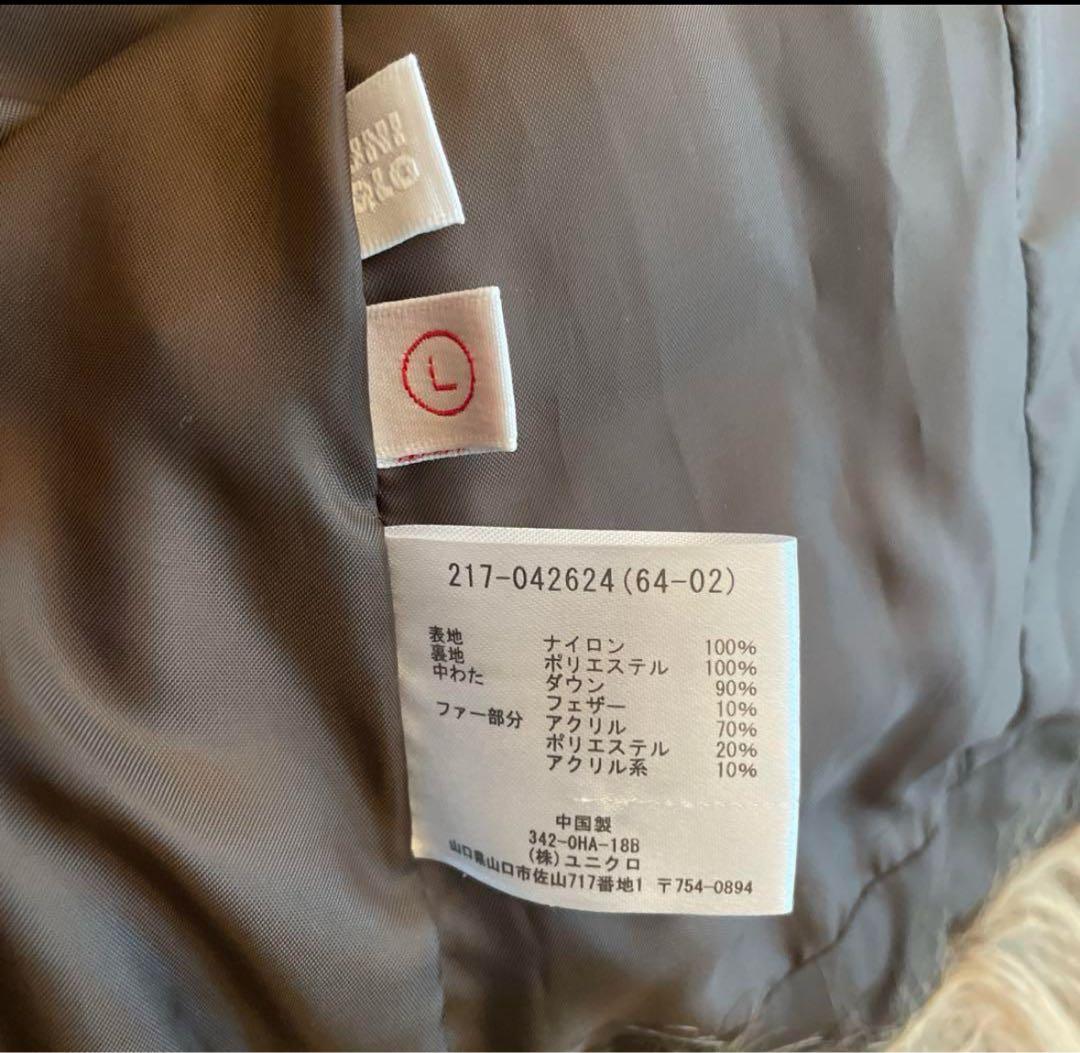 UNI
QLO
L
217-042624(64-02)
表地 ナイロン 100%
裏地 ポリエステル 100%
中わた ダウン 90%
フェザー 10%
ファー部分 アクリル 70%
ポリエステル 20%
アクリル系 10%
中国製
342-0HA-18B
(株)ユニクロ
山口県山口市佐山717番地1 〒754-0894